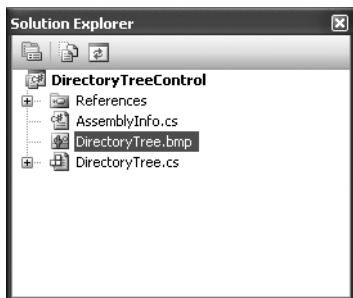 Solution Explorer
DirectoryTreeControl
References
AssemblyInfo.cs
DirectoryTree.bmp
DirectoryTree.cs